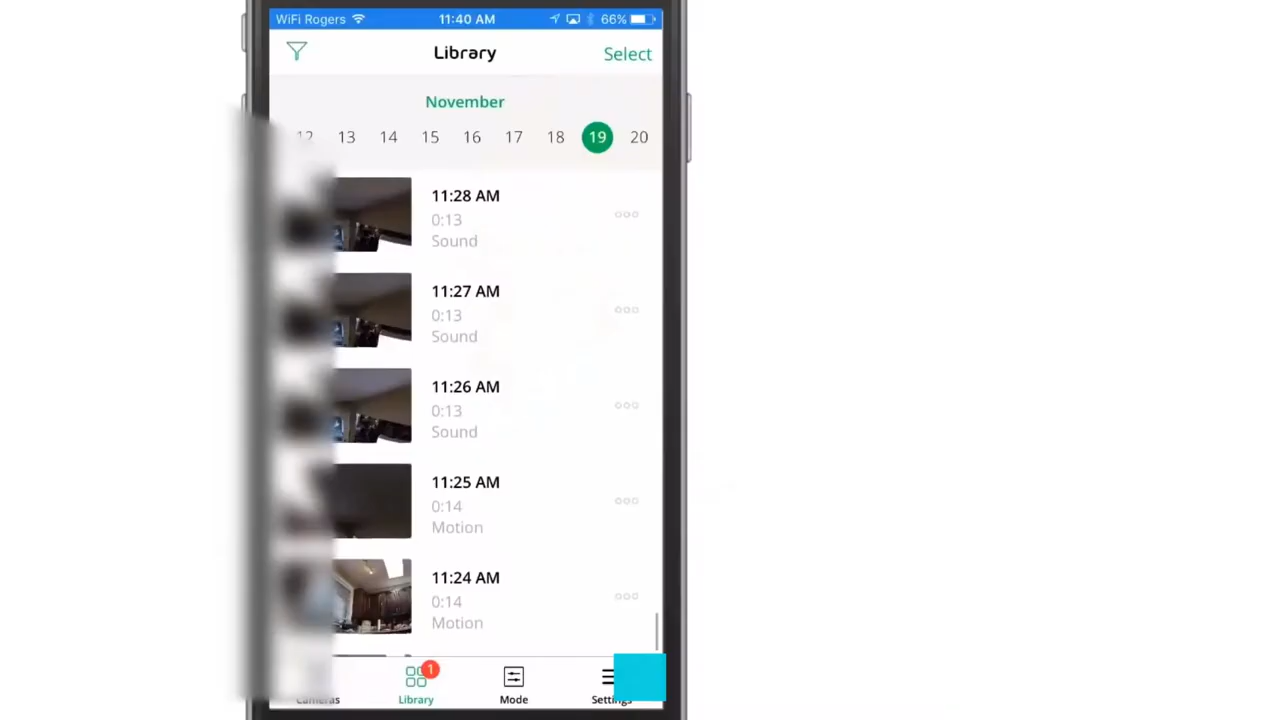 WiFi Rogers 11:40 AM 66%
Library Select
November
12 13 14 15 16 17 18 19 20
11:28 AM
0:13
Sound
11:27 AM
0:13
Sound
11:26 AM
0:13
Sound
11:25 AM
0:14
Motion
11:24 AM
0:14
Motion
1
Cameras Library Mode Settings